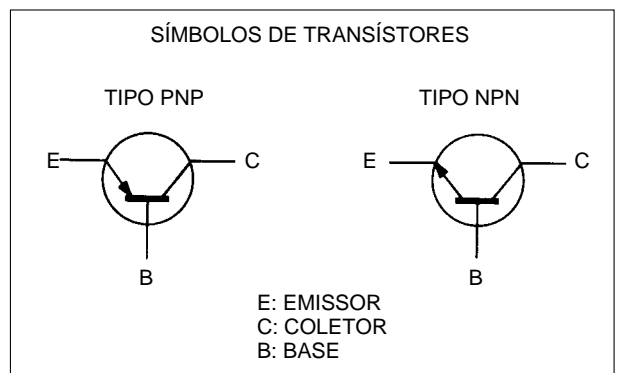 SÍMBOLOS DE TRANSÍSTORES
TIPO PNP
TIPO NPN
E
C
E
C
B
B
E: EMISSOR
C: COLETOR
B: BASE